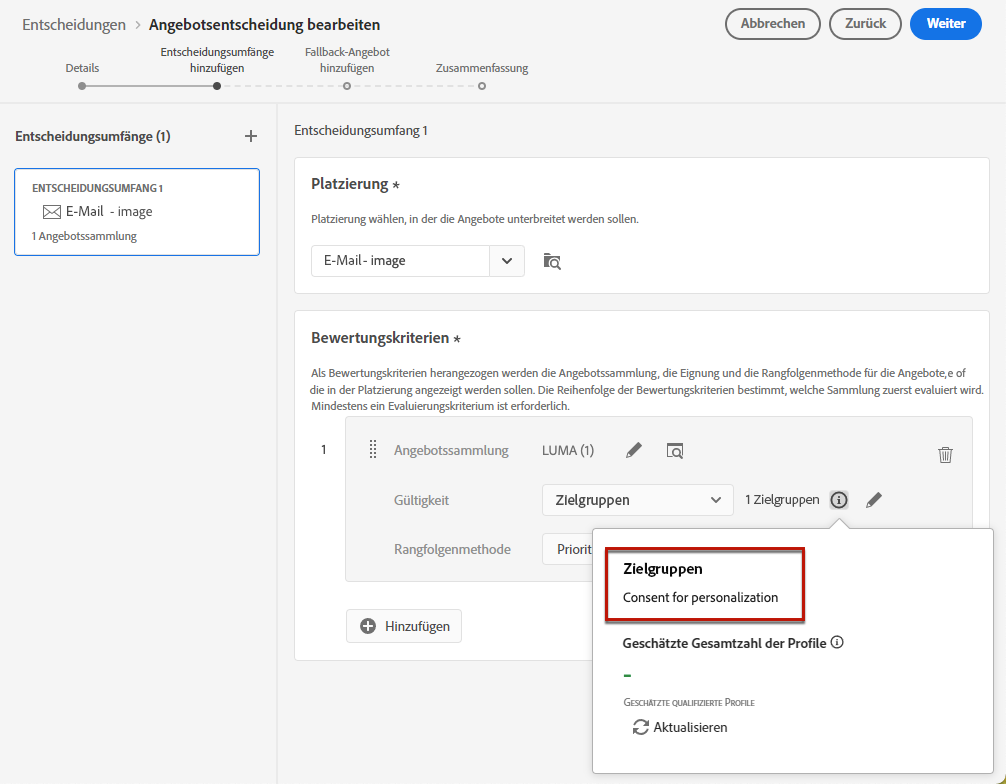 Entscheidungen > Angebotsentscheidung bearbeiten
Abbrechen
Zurück
Weiter
Details
Entscheidungsumfänge
hinzufügen
Fallback-Angebot
hinzufügen
Zusammenfassung
Entscheidungsumfänge (1)
ENTSCHEIDUNGSUMFANG 1
E-Mail - image
1 Angebotssammlung
Entscheidungsumfang 1
Platzierung *
Platzierung wählen, in der die Angebote unterbreitet werden sollen.
E-Mail- image
Bewertungskriterien *
Als Bewertungskriterien herangezogen werden die Angebotssammlung, die Eignung und die Rangfolgenmethode für die Angebote,e of
die in der Platzierung angezeigt werden sollen. Die Reihenfolge der Bewertungskriterien bestimmt, welche Sammlung zuerst evaluiert wird.
Mindestens ein Evaluierungskriterium ist erforderlich.
1
Angebotssammlung
LUMA (1)
Gültigkeit
Zielgruppen
1 Zielgruppen
Rangfolgenmethode
Priorit
Hinzufügen
Zielgruppen
Consent for personalization
Geschätzte Gesamtzahl der Profile
-
GESCHÄTZTE QUALIFIZIERTE PROFILE
Aktualisieren